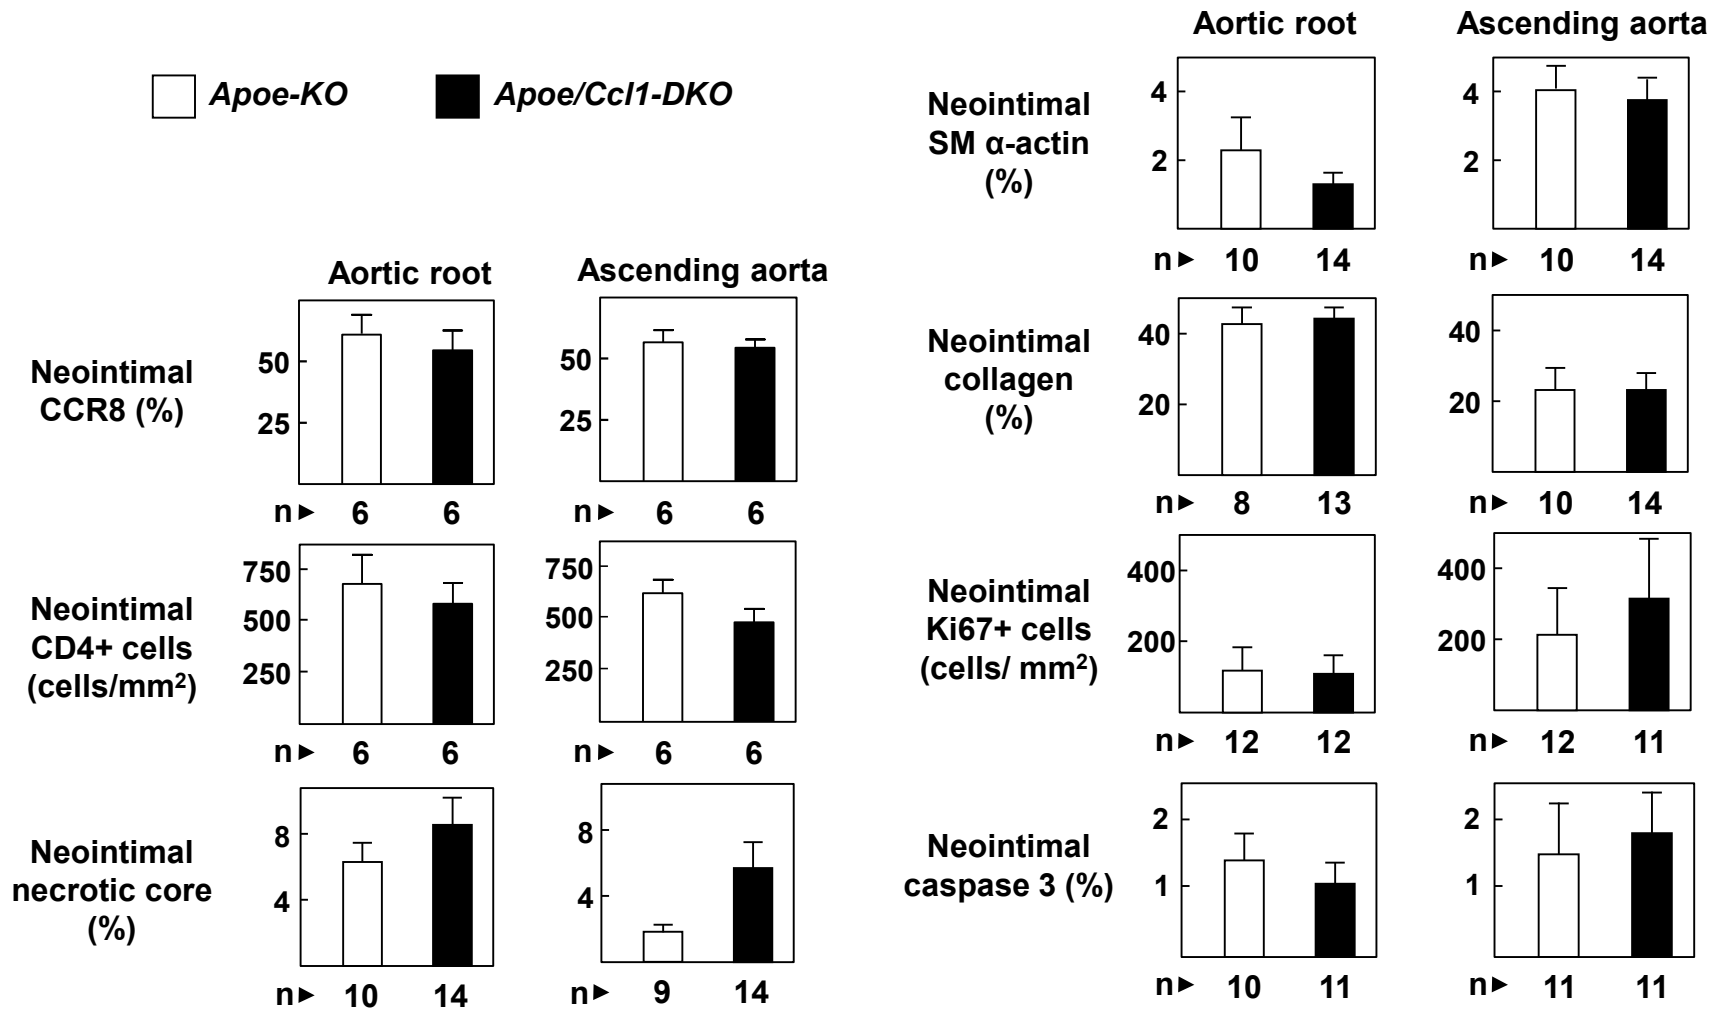 Apoe-KO
Apoe/Ccl1-DKO
Aortic root
Ascending aorta
Neointimal
CCR8 (%)
50
25
50
25
n► 6 6
n► 6 6
Neointimal
CD4+ cells
(cells/mm²)
750
500
250
750
500
250
n► 6 6
n► 6 6
Neointimal
necrotic core
(%)
8
4
8
4
n► 10 14
n► 9 14
Aortic root
Ascending aorta
Neointimal
SM α-actin
(%)
4
2
4
2
n► 10 14
n► 10 14
Neointimal
collagen
(%)
40
20
40
20
n► 8 13
n► 10 14
Neointimal
Ki67+ cells
(cells/ mm²)
400
200
400
200
n► 12 12
n► 12 11
Neointimal
caspase 3 (%)
2
1
2
1
n► 10 11
n► 11 11